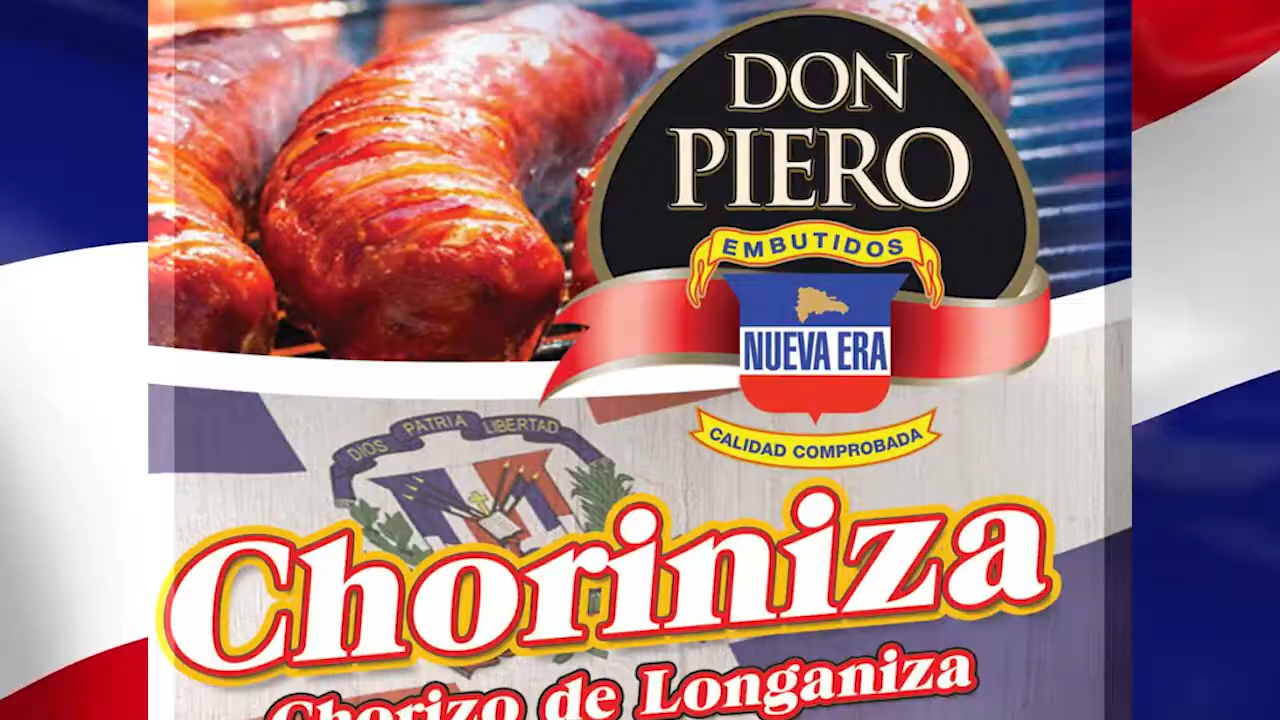 DON
PIERO
EMBUTIDOS
NUEVA ERA
CALIDAD COMPROBADA
DIOS PATRIA LIBERTAD
Choriniza
Chorizo de Longaniza